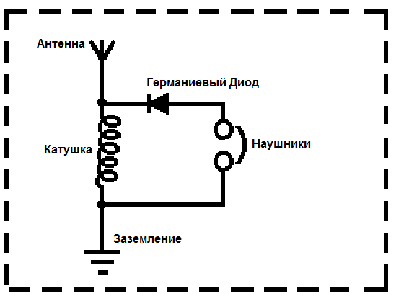 Антенна
Германиевый Диод
Катушка
Наушники
Заземление